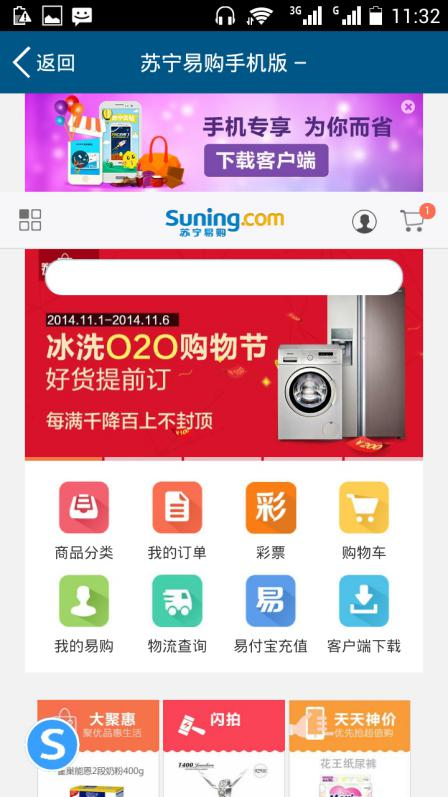 3G G 11:32
返回 苏宁易购手机版 –
手机专享 为你而省
下载客户端
Suning.com
苏宁易购
1
2014.11.1-2014.11.6
冰洗O2O购物节
好货提前订
每满千降百上不封顶
¥200
商品分类 我的订单 彩票 购物车
我的易购 物流查询 易付宝充值 客户端下载
大聚惠 闪拍 天天神价
聚优品惠生活 优先抢超值购
S
雀巢能恩2段奶粉400g T400 花王纸尿裤